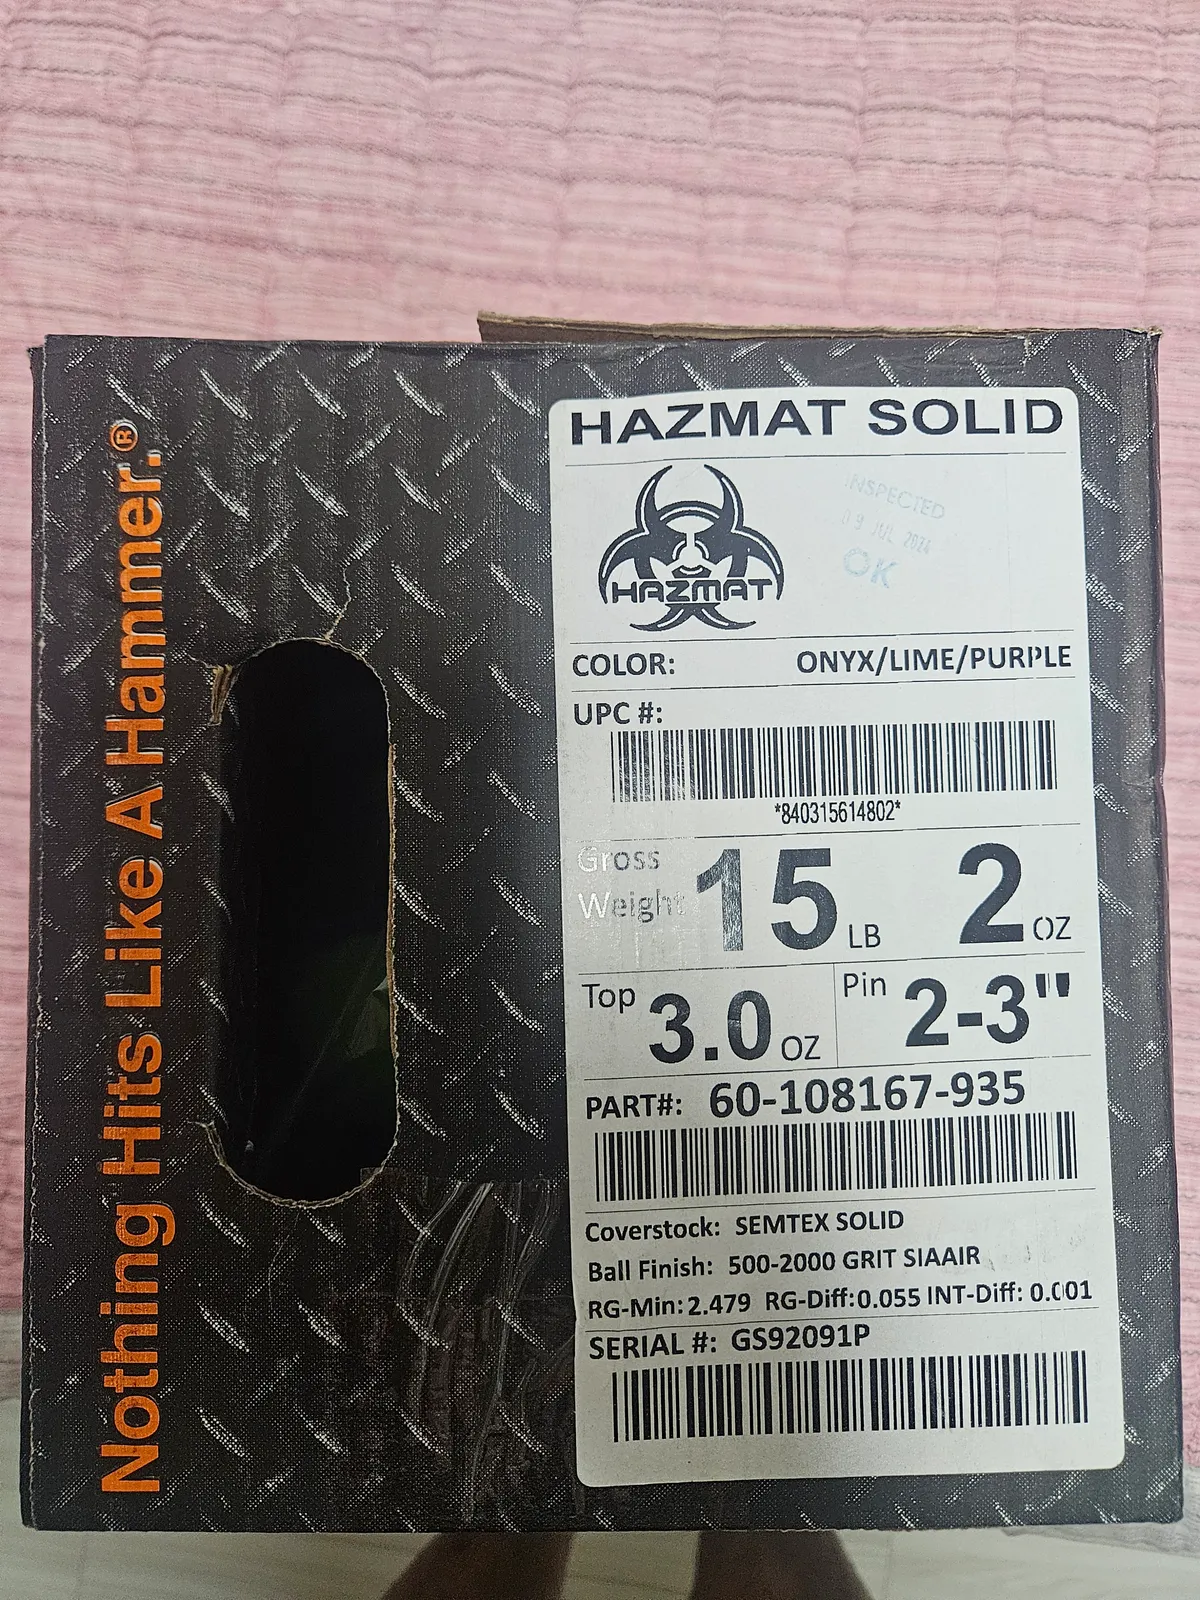 Nothing Hits Like A Hammer.®
HAZMAT SOLID
HAZMAT
INSPECTED
09 JUL 2024
OK
COLOR: ONYX/LIME/PURPLE
UPC #:
*840315614802*
Gross Weight 15 LB 2 OZ
Top 3.0 OZ Pin 2-3"
PART#: 60-108167-935
Coverstock: SEMTEX SOLID
Ball Finish: 500-2000 GRIT SIAAIR
RG-Min: 2.479 RG-Diff:0.055 INT-Diff: 0.001
SERIAL #: GS92091P